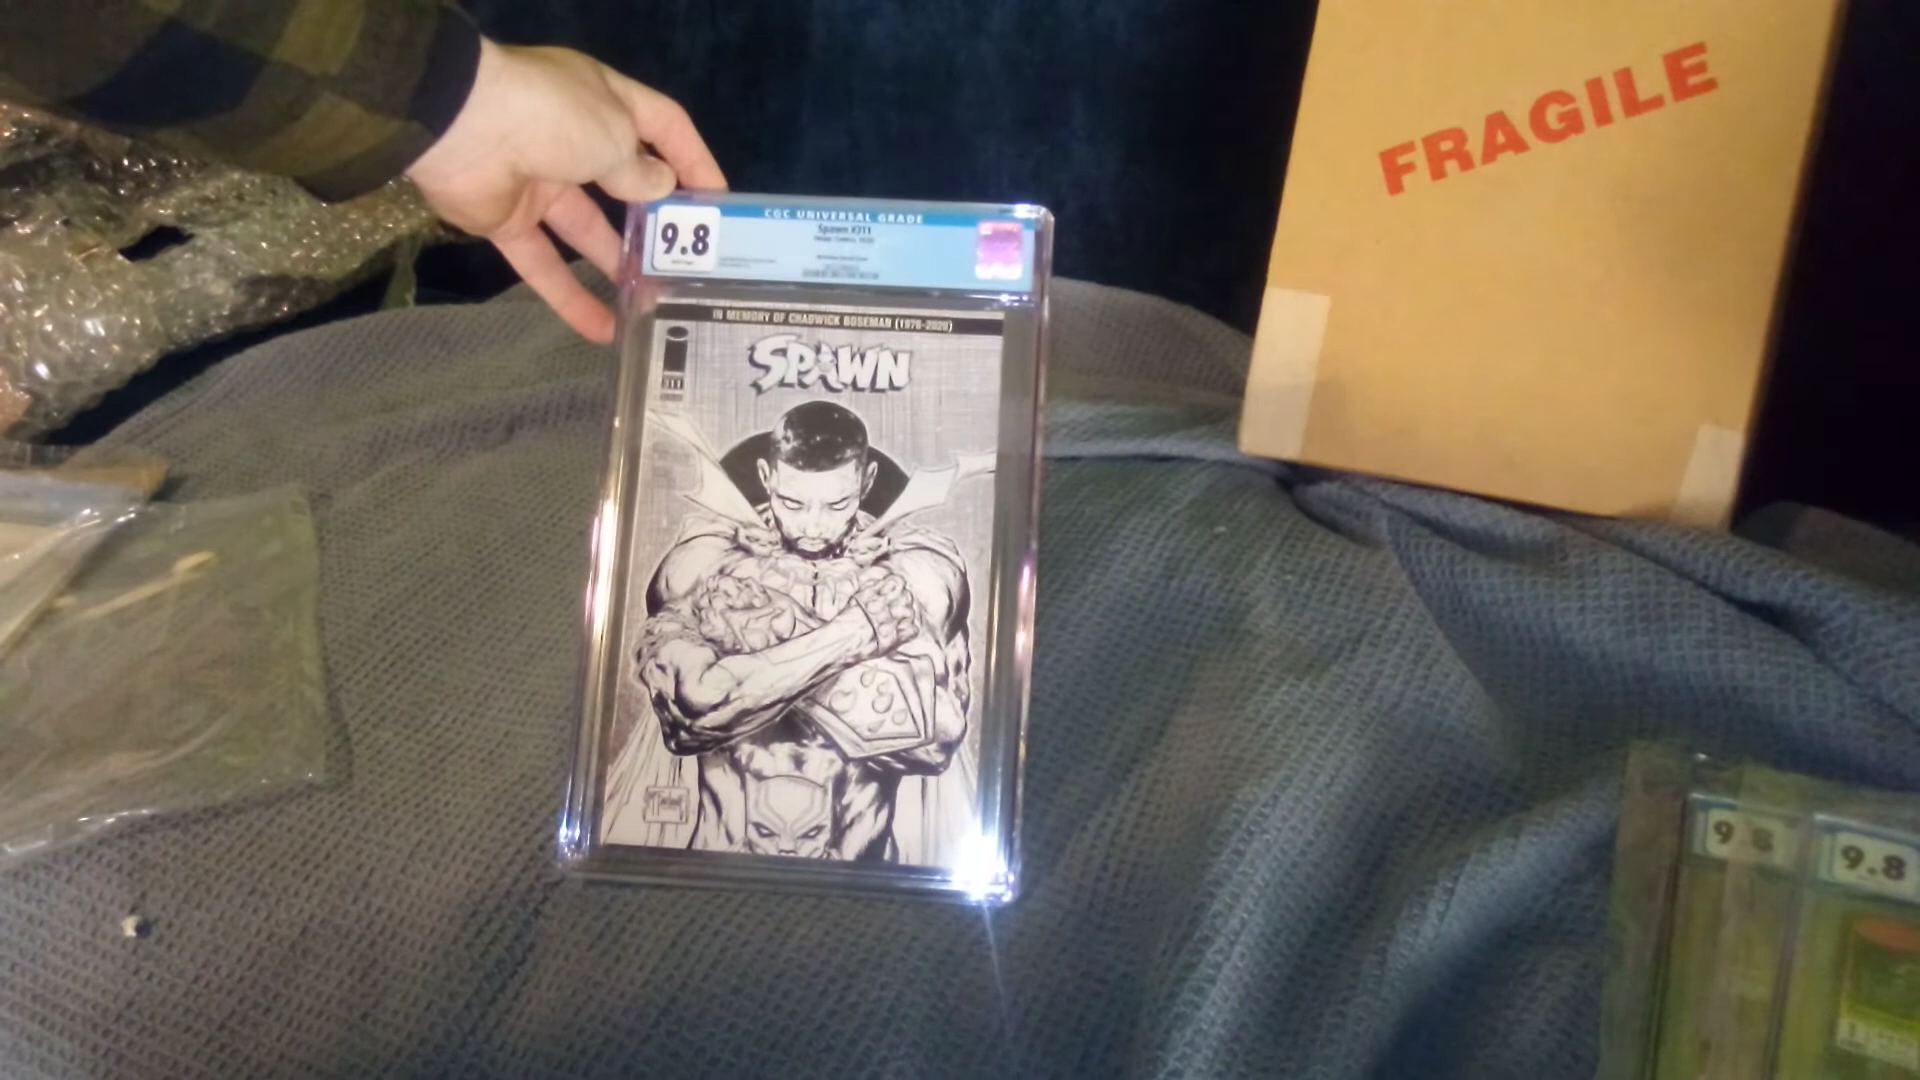 FRAGILE
CGC UNIVERSAL GRADE
9.8
Spawn #311
IN MEMORY OF CHADWICK BOSEMAN (1976-2020)
SPAWN
311
9.8
9.8